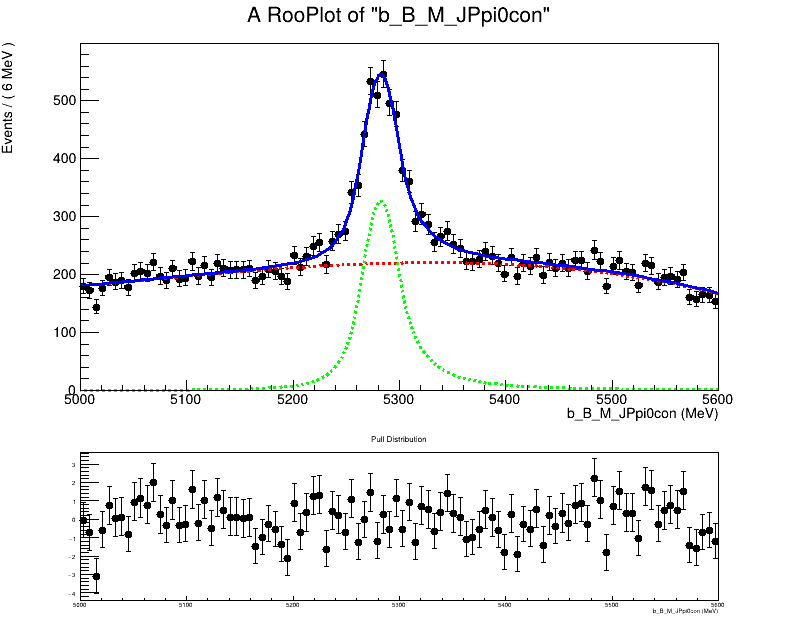 A RooPlot of "b_B_M_JPpi0con"
Events / ( 6 MeV )
500
400
300
200
100
0
5000 5100 5200 5300 5400 5500 5600
b_B_M_JPpi0con (MeV)
Pull Distribution
3
2
1
0
-1
-2
-3
-4
5000 5100 5200 5300 5400 5500 5600
b_B_M_JPpi0con (MeV)